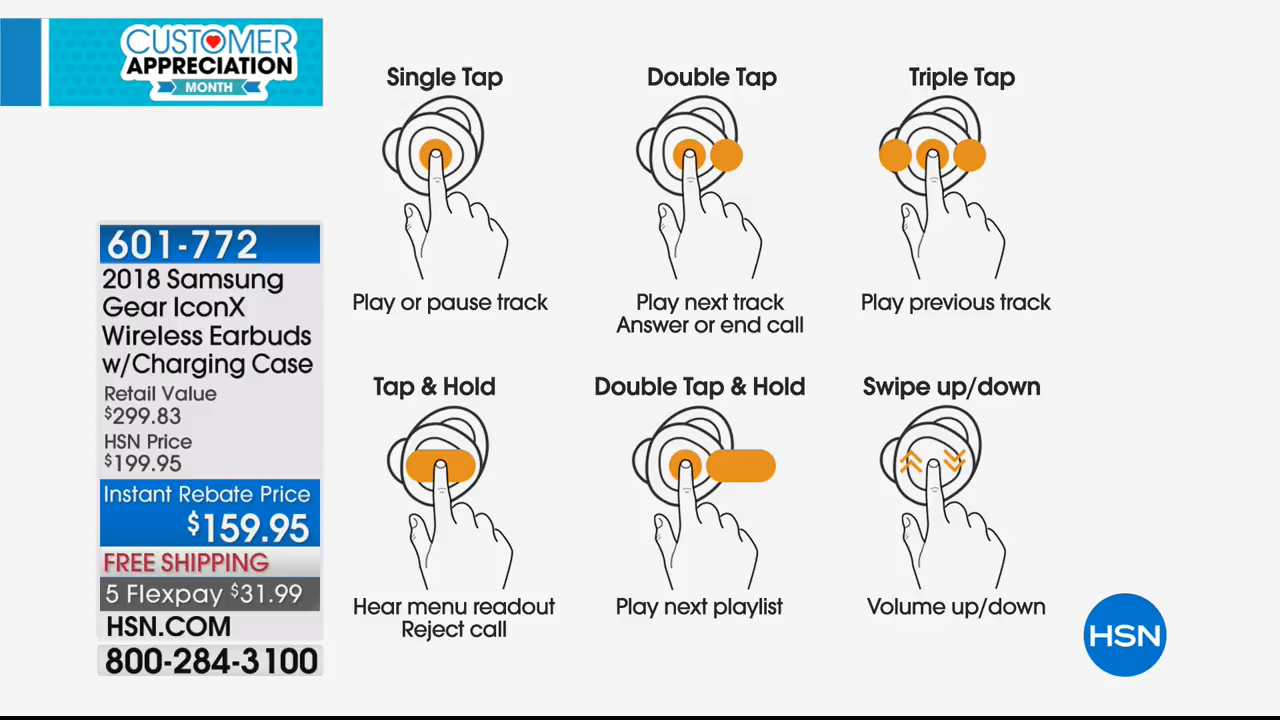 CUSTOMER
APPRECIATION
MONTH
Single Tap
Double Tap
Triple Tap
Play or pause track
Play next track
Answer or end call
Play previous track
Tap & Hold
Double Tap & Hold
Swipe up/down
Hear menu readout
Reject call
Play next playlist
Volume up/down
601-772
2018 Samsung
Gear IconX
Wireless Earbuds
w/Charging Case
Retail Value
$299.83
HSN Price
$199.95
Instant Rebate Price
$159.95
FREE SHIPPING
5 Flexpay $31.99
HSN.COM
800-284-3100
HSN